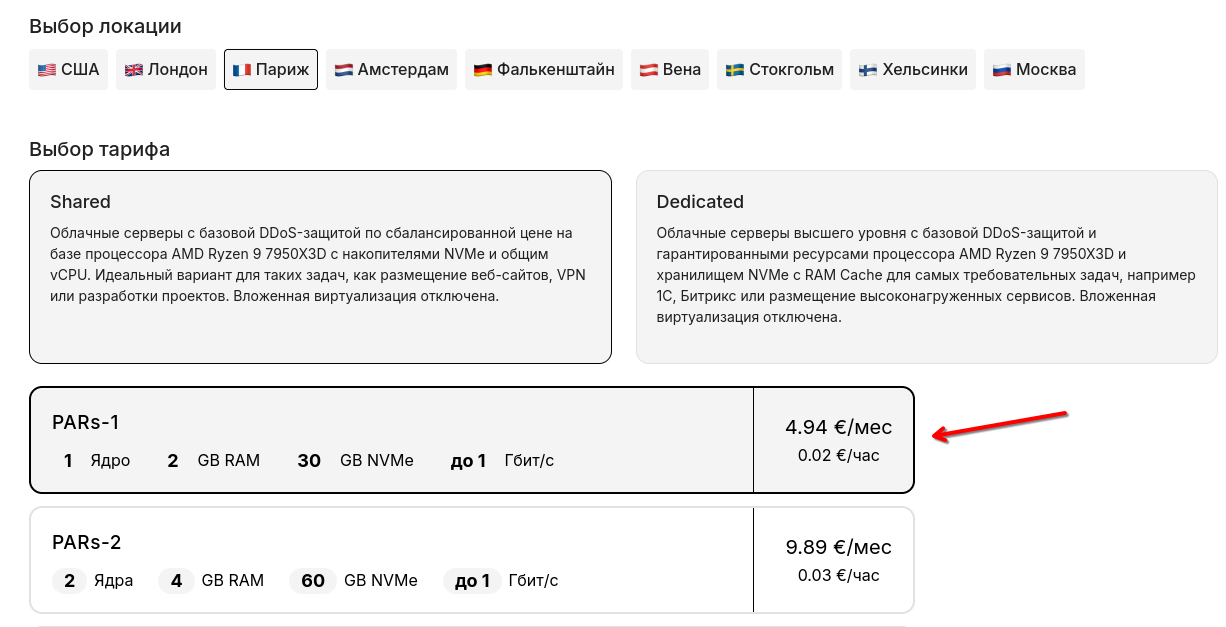 Выбор локации
США Лондон Париж Амстердам Фалькенштайн Вена Стокгольм Хельсинки Москва
Выбор тарифа
Shared
Облачные серверы с базовой DDoS-защитой по сбалансированной цене на
базе процессора AMD Ryzen 9 7950X3D с накопителями NVMe и общим
vCPU. Идеальный вариант для таких задач, как размещение веб-сайтов, VPN
или разработки проектов. Вложенная виртуализация отключена.
Dedicated
Облачные серверы высшего уровня с базовой DDoS-защитой и
гарантированными ресурсами процессора AMD Ryzen 9 7950X3D и
хранилищем NVMe с RAM Cache для самых требовательных задач, например
1С, Битрикс или размещение высоконагруженных сервисов. Вложенная
виртуализация отключена.
PARs-1
1 Ядро 2 GB RAM 30 GB NVMe до 1 Гбит/с
4.94 €/мес
0.02 €/час
PARs-2
2 Ядра 4 GB RAM 60 GB NVMe до 1 Гбит/с
9.89 €/мес
0.03 €/час